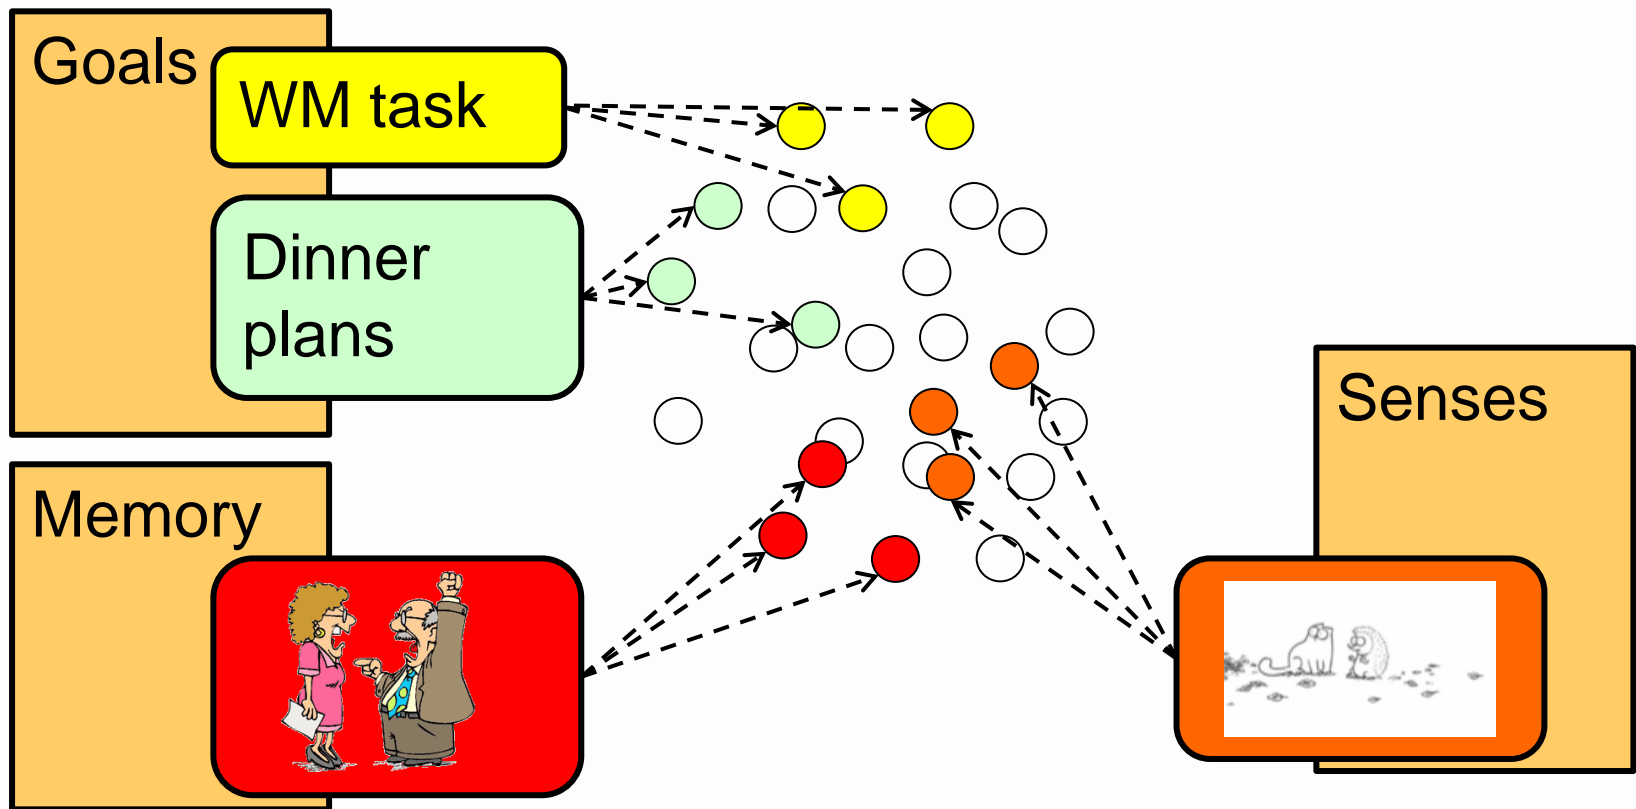 Goals
WM task
Dinner
plans
Senses
Memory